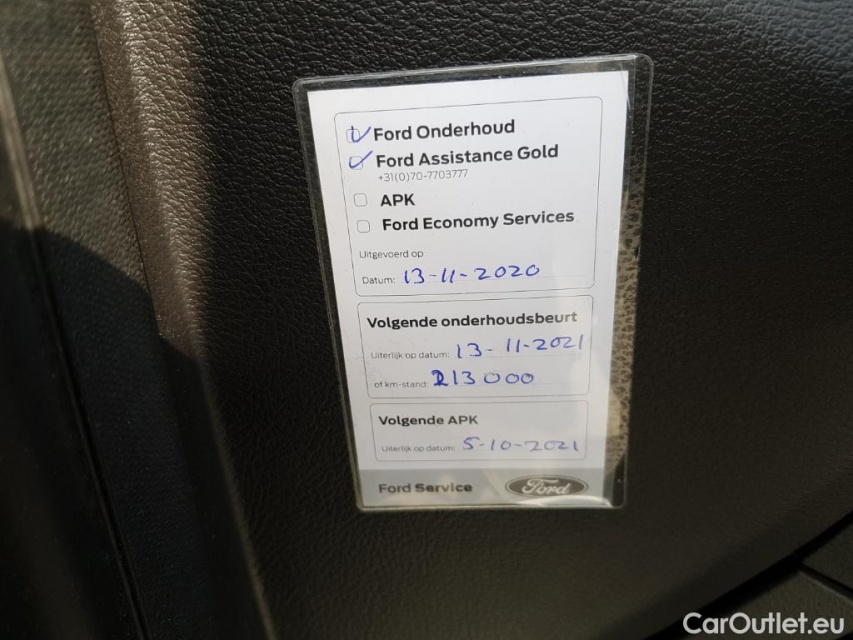 Ford Onderhoud
Ford Assistance Gold
+31(0)70-7703777
APK
Ford Economy Services
Uitgevoerd op
Datum: 13-11-2020
Volgende onderhoudsbeurt
Uiterlijk op datum: 13-11-2021
of km-stand: 213000
Volgende APK
Uiterlijk op datum: 5-10-2021
Ford Service Ford
CarOutlet.eu